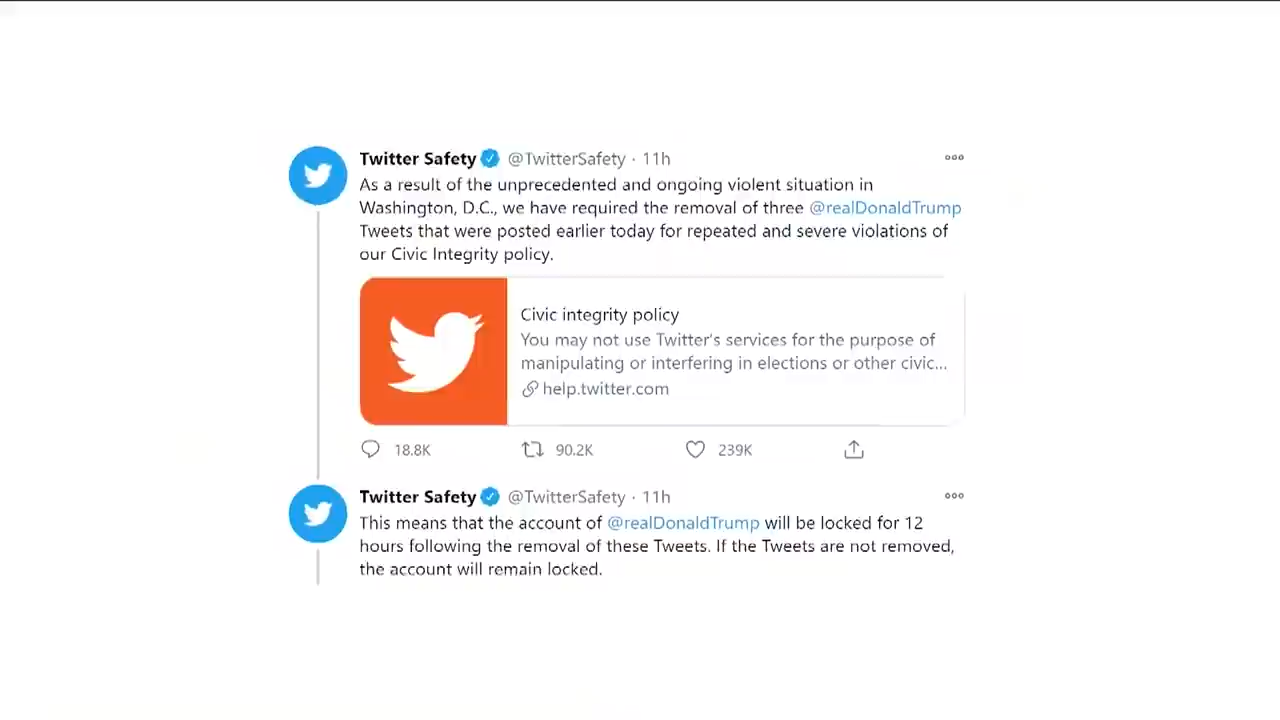 Twitter Safety @TwitterSafety · 11h
As a result of the unprecedented and ongoing violent situation in
Washington, D.C., we have required the removal of three @realDonaldTrump
Tweets that were posted earlier today for repeated and severe violations of
our Civic Integrity policy.
Civic integrity policy
You may not use Twitter's services for the purpose of
manipulating or interfering in elections or other civic...
help.twitter.com
18.8K 90.2K 239K
Twitter Safety @TwitterSafety · 11h
This means that the account of @realDonaldTrump will be locked for 12
hours following the removal of these Tweets. If the Tweets are not removed,
the account will remain locked.